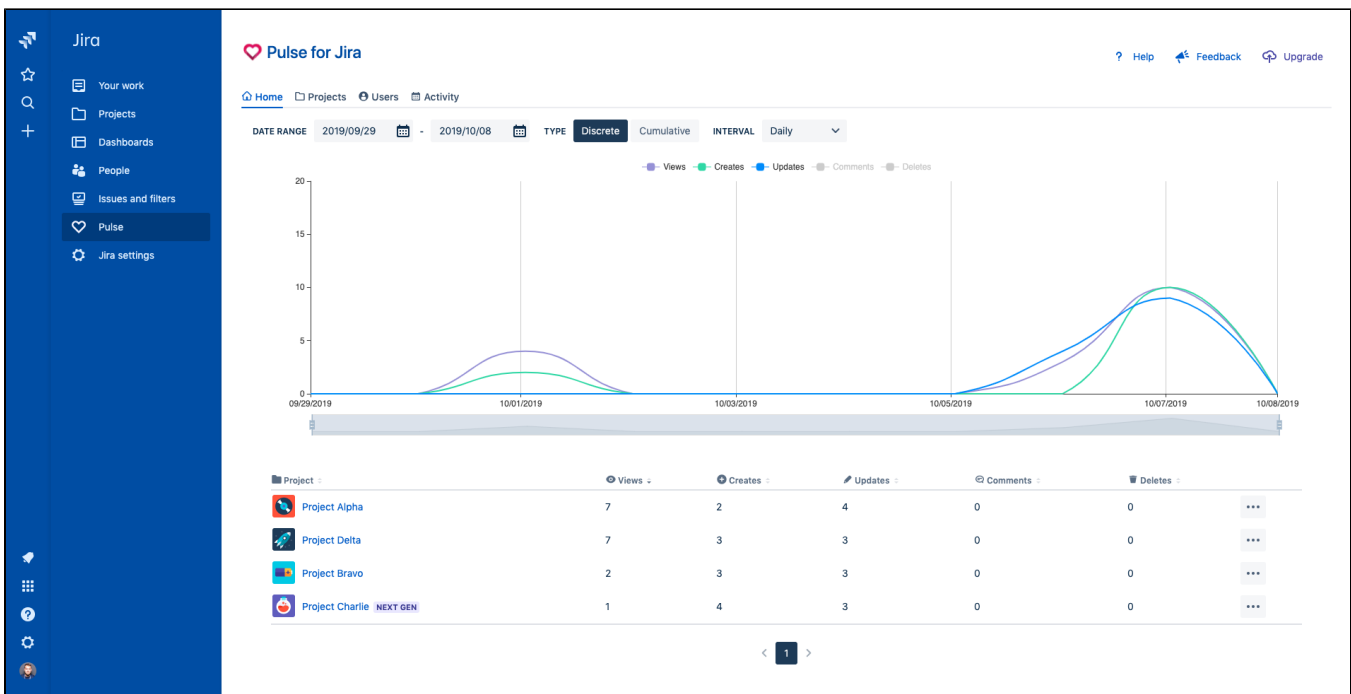 Jira
Your work
Projects
Dashboards
People
Issues and filters
Pulse
Jira settings
Pulse for Jira
? Help Feedback Upgrade
Home Projects Users Activity
DATE RANGE 2019/09/29 - 2019/10/08 TYPE Discrete Cumulative INTERVAL Daily
Views Creates Updates Comments Deletes
20
15
10
5
0
09/29/2019 10/01/2019 10/03/2019 10/05/2019 10/07/2019 10/08/2019
Project Views Creates Updates Comments Deletes
Project Alpha 7 2 4 0 0
Project Delta 7 3 3 0 0
Project Bravo 2 3 3 0 0
Project Charlie NEXT GEN 1 4 3 0 0
< 1 >